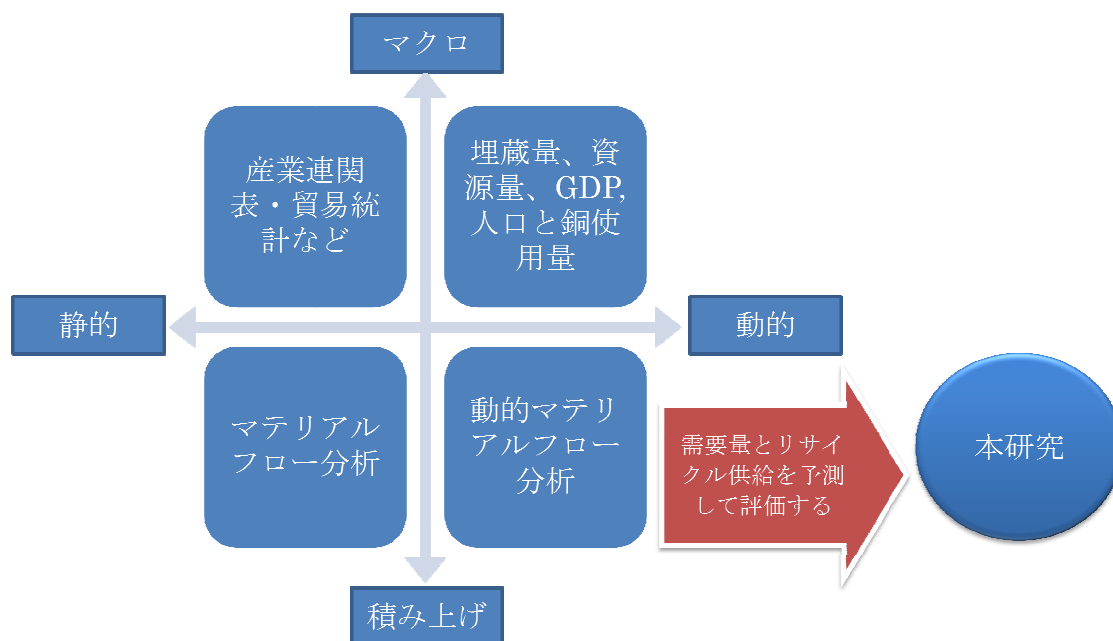 マクロ
産業連関
表・貿易統
計など
埋蔵量、資
源量、GDP,
人口と銅使
用量
静的
動的
マテリアル
フロー分析
動的マテリ
アルフロー
分析
需要量とリサイ
クル供給を予測
して評価する
本研究
積み上げ